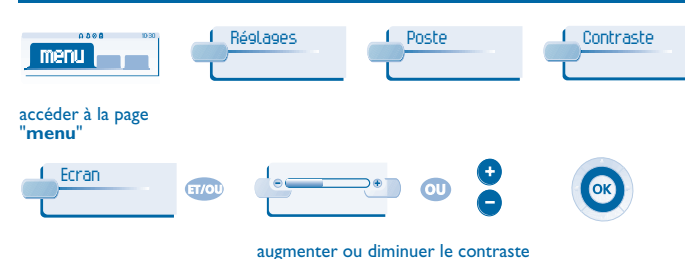 10:30
menu
Réglages
Poste
Contraste
accéder à la page
"menu"
Ecran
ET/OU
OU
+
−
OK
augmenter ou diminuer le contraste